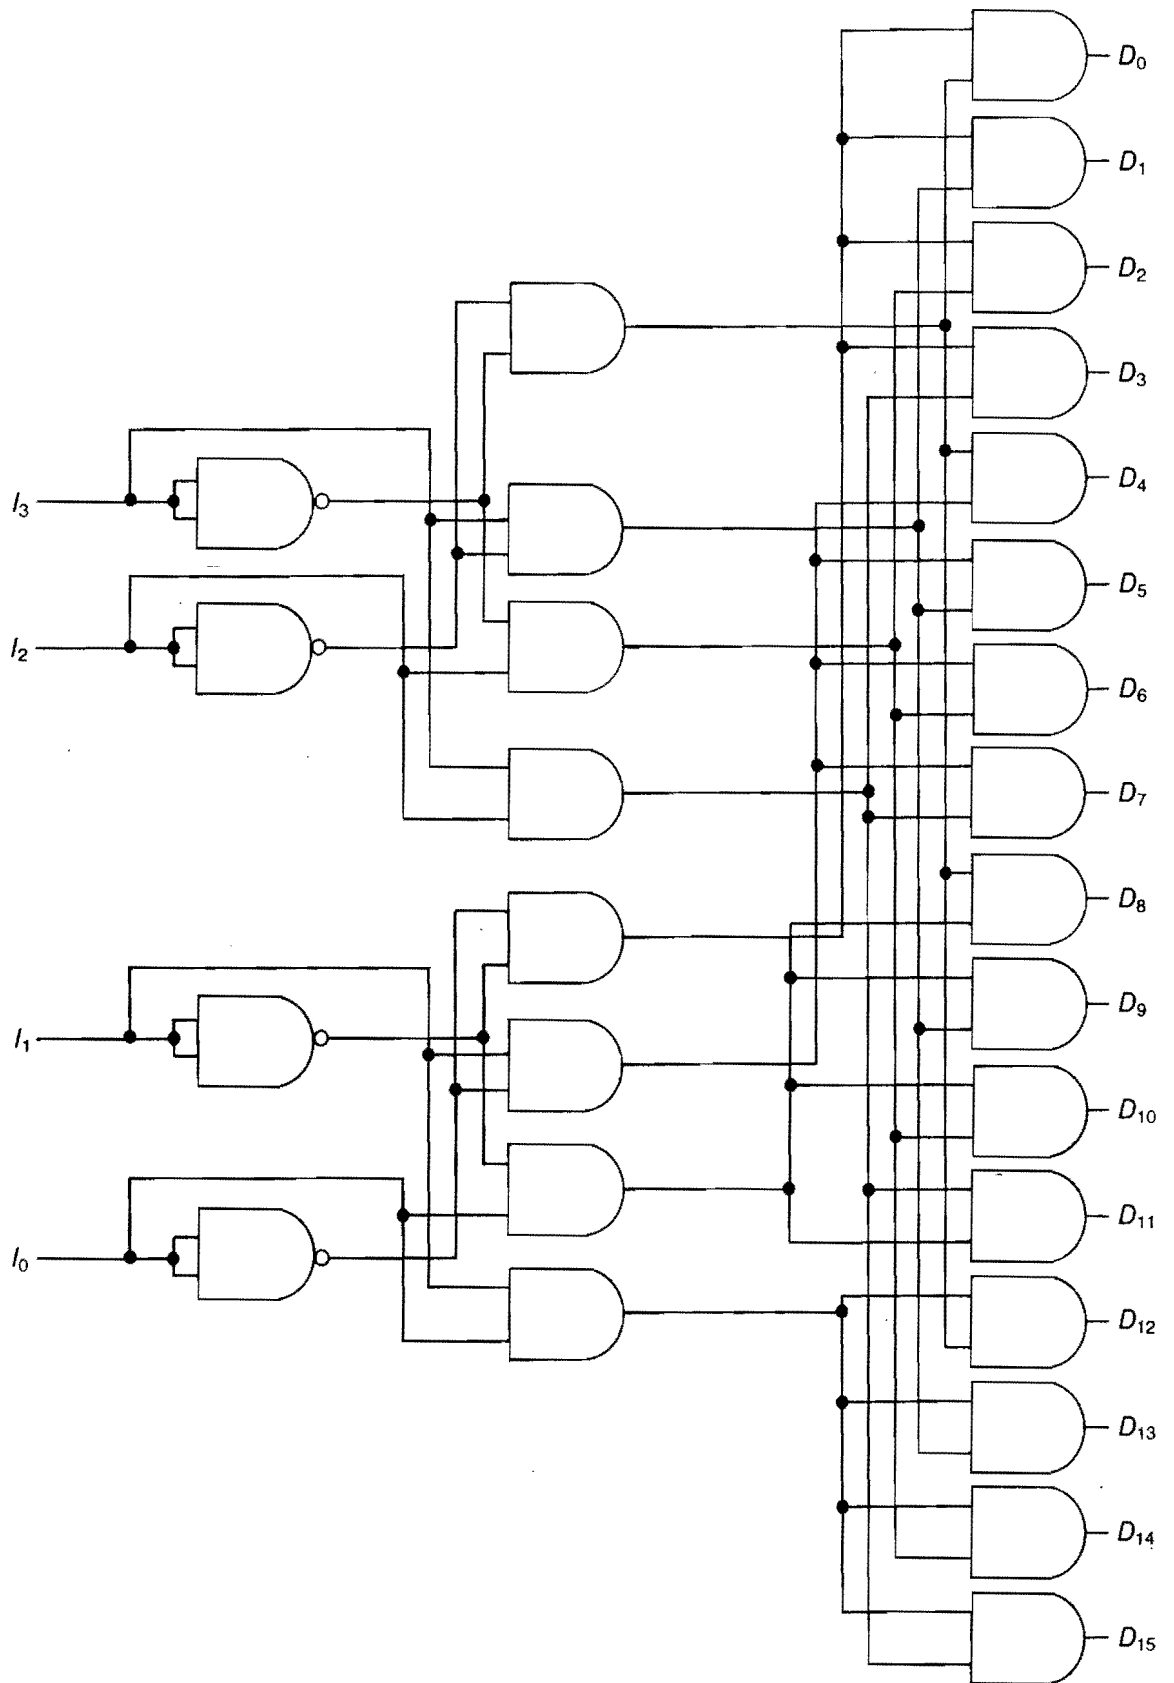 D₀
D₁
D₂
D₃
D₄
D₅
D₆
D₇
D₈
D₉
D₁₀
D₁₁
D₁₂
D₁₃
D₁₄
D₁₅
I₃
I₂
I₁
I₀